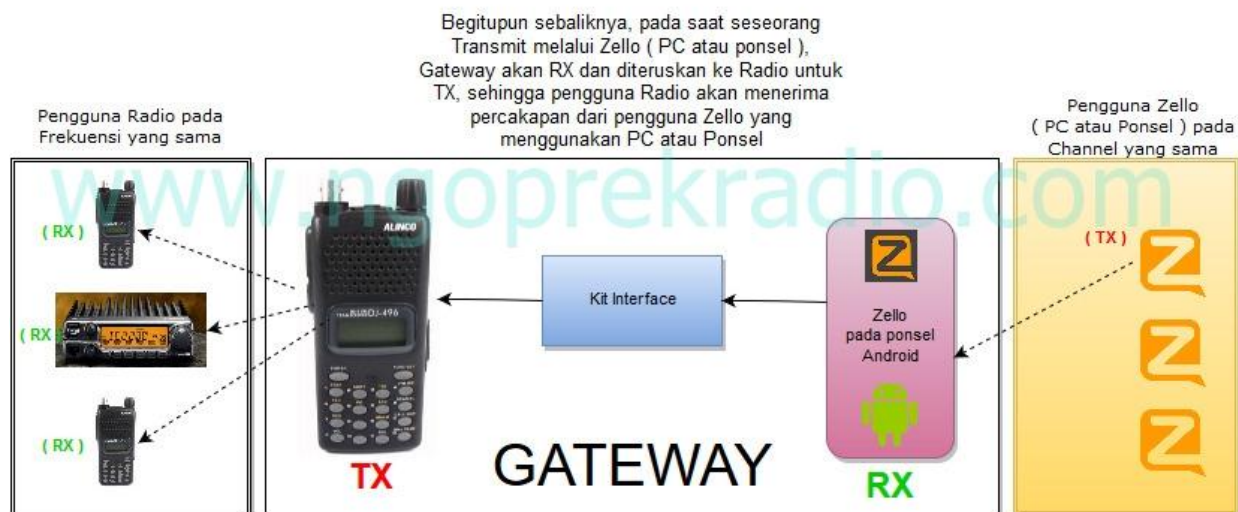 Begitupun sebaliknya, pada saat seseorang
Transmit melalui Zello ( PC atau ponsel ),
Gateway akan RX dan diteruskan ke Radio untuk
TX, sehingga pengguna Radio akan menerima
percakapan dari pengguna Zello yang
menggunakan PC atau Ponsel
Pengguna Radio pada
Frekuensi yang sama
Pengguna Zello
( PC atau Ponsel ) pada
Channel yang sama
www.ngoprekradio.com
( RX )
( RX )
( RX )
ALINCO
DJ-496
TX
Kit Interface
GATEWAY
Z
Zello
pada ponsel
Android
RX
( TX )
Z
Z
Z